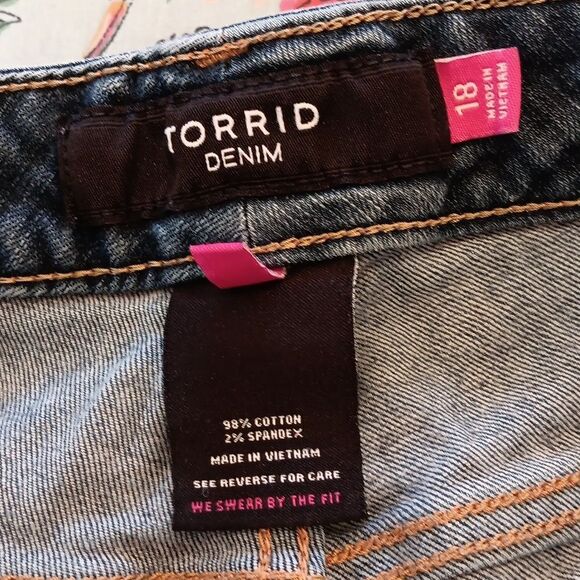 TORRID
DENIM
18
MADE IN
VIETNAM
98% COTTON
2% SPANDEX
MADE IN VIETNAM
SEE REVERSE FOR CARE
WE SWEAR BY THE FIT